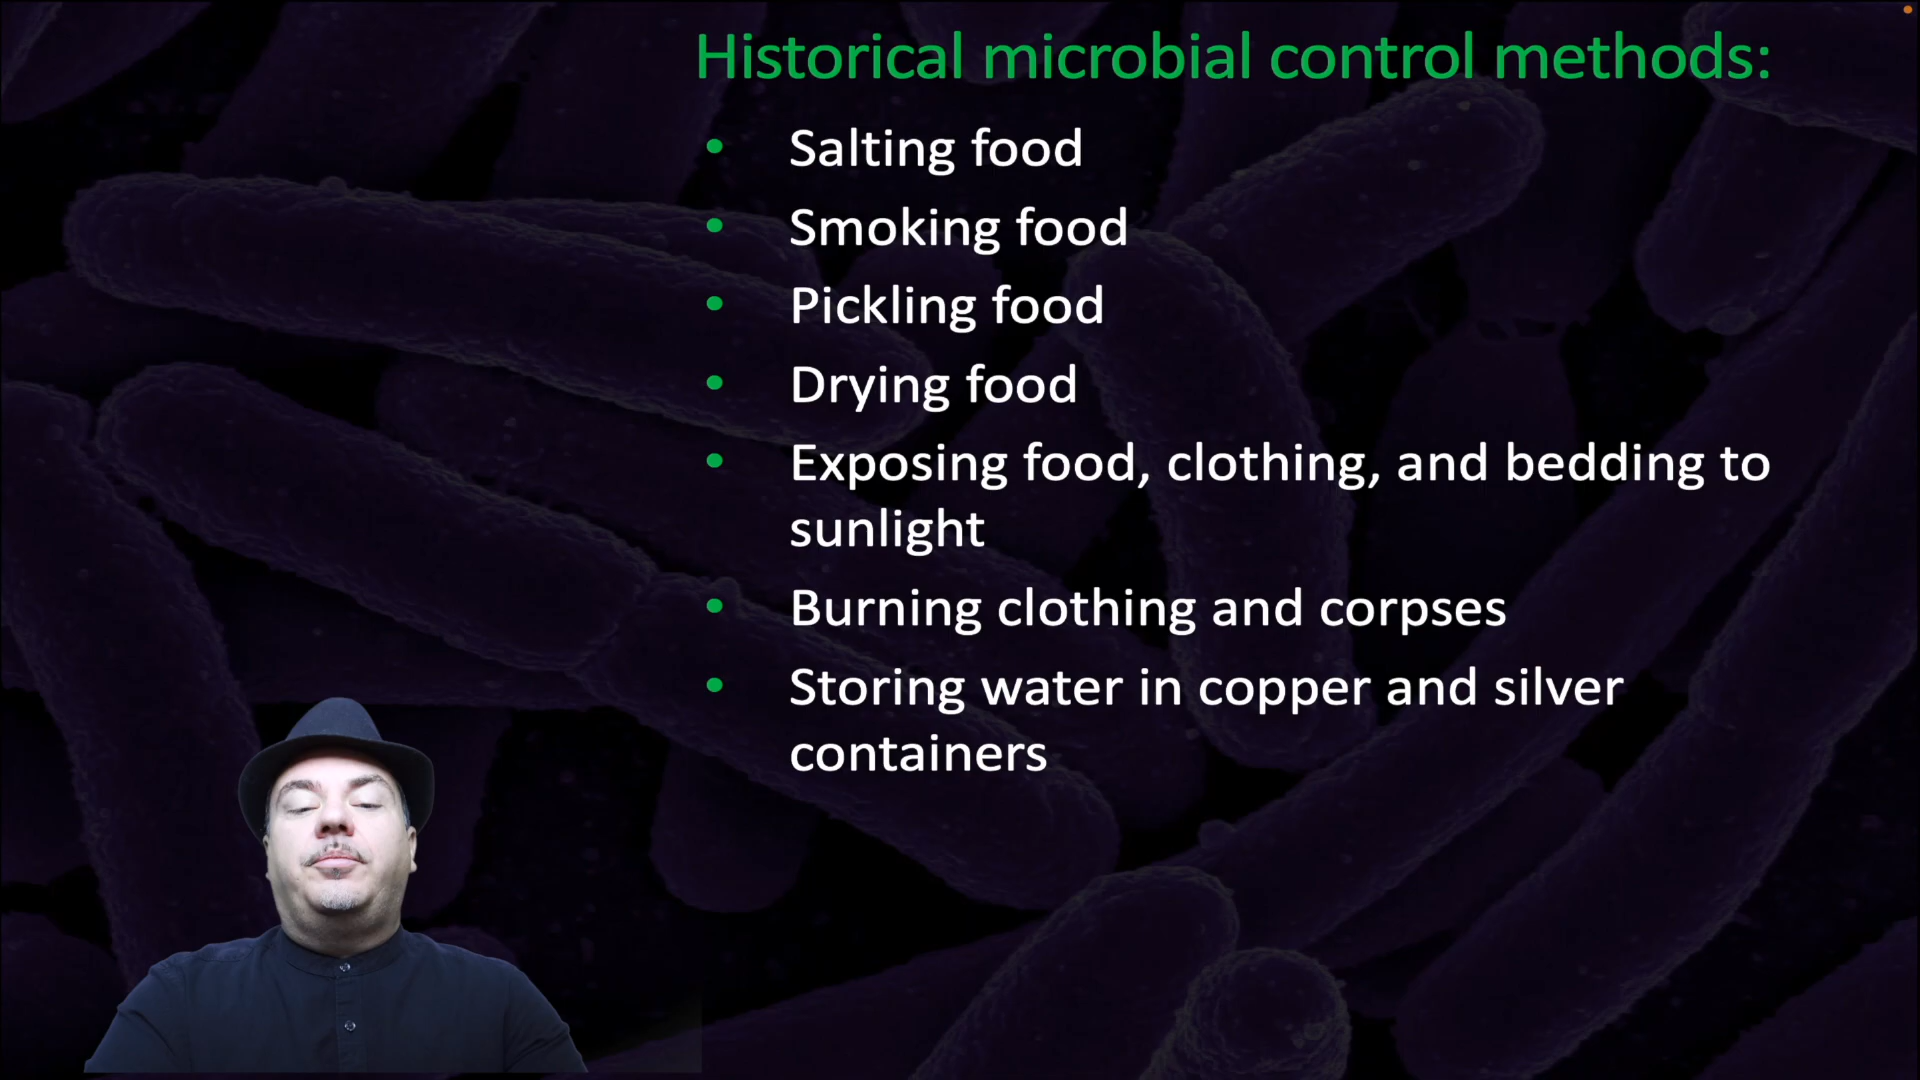 Historical microbial control methods:
• Salting food
• Smoking food
• Pickling food
• Drying food
• Exposing food, clothing, and bedding to
sunlight
• Burning clothing and corpses
• Storing water in copper and silver
containers